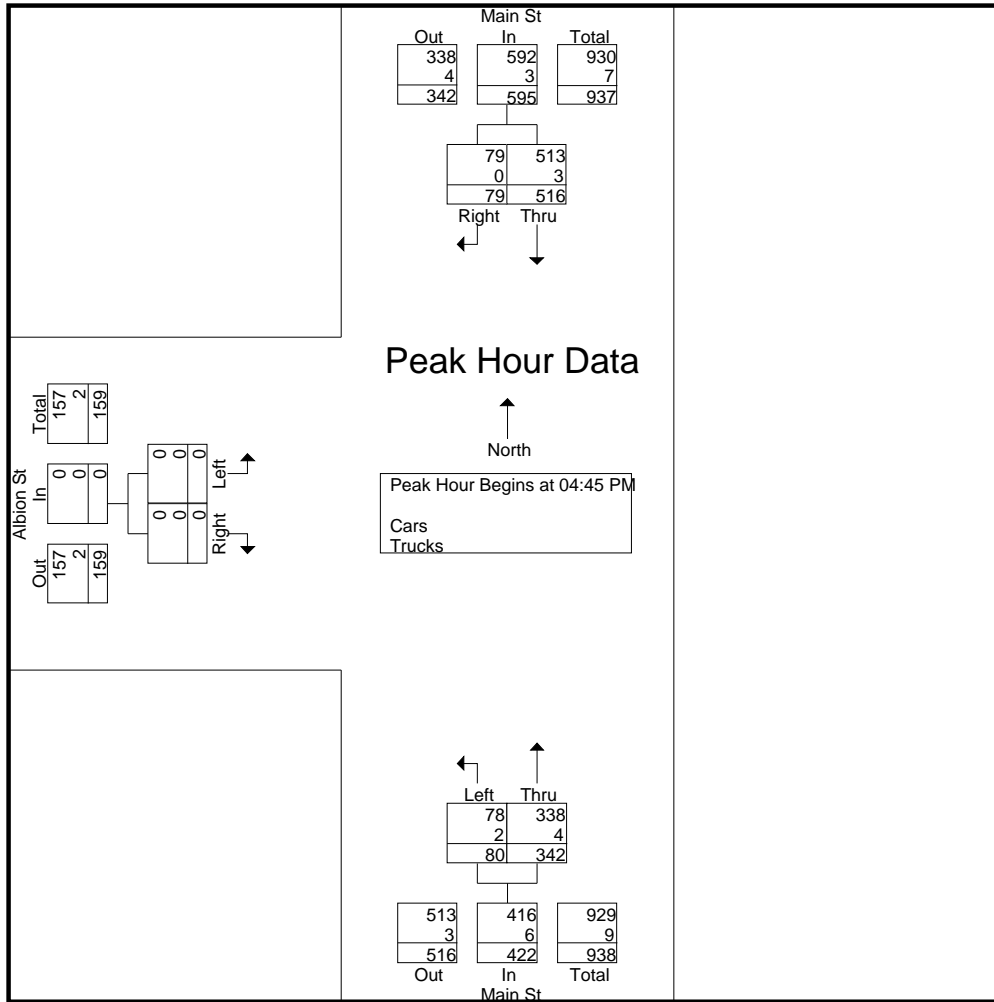 Main St
Out In Total
338 592 930
4 3 7
342 595 937
79 513
0 3
79 516
Right Thru
Peak Hour Data
North
Peak Hour Begins at 04:45 PM
Cars
Trucks
Albion St
Total
157
2
159
In
0
0
0
Out
157
2
159
Left
0
0
0
Right
0
0
0
Left Thru
78 338
2 4
80 342
513 416 929
3 6 9
516 422 938
Out In Total
Main St